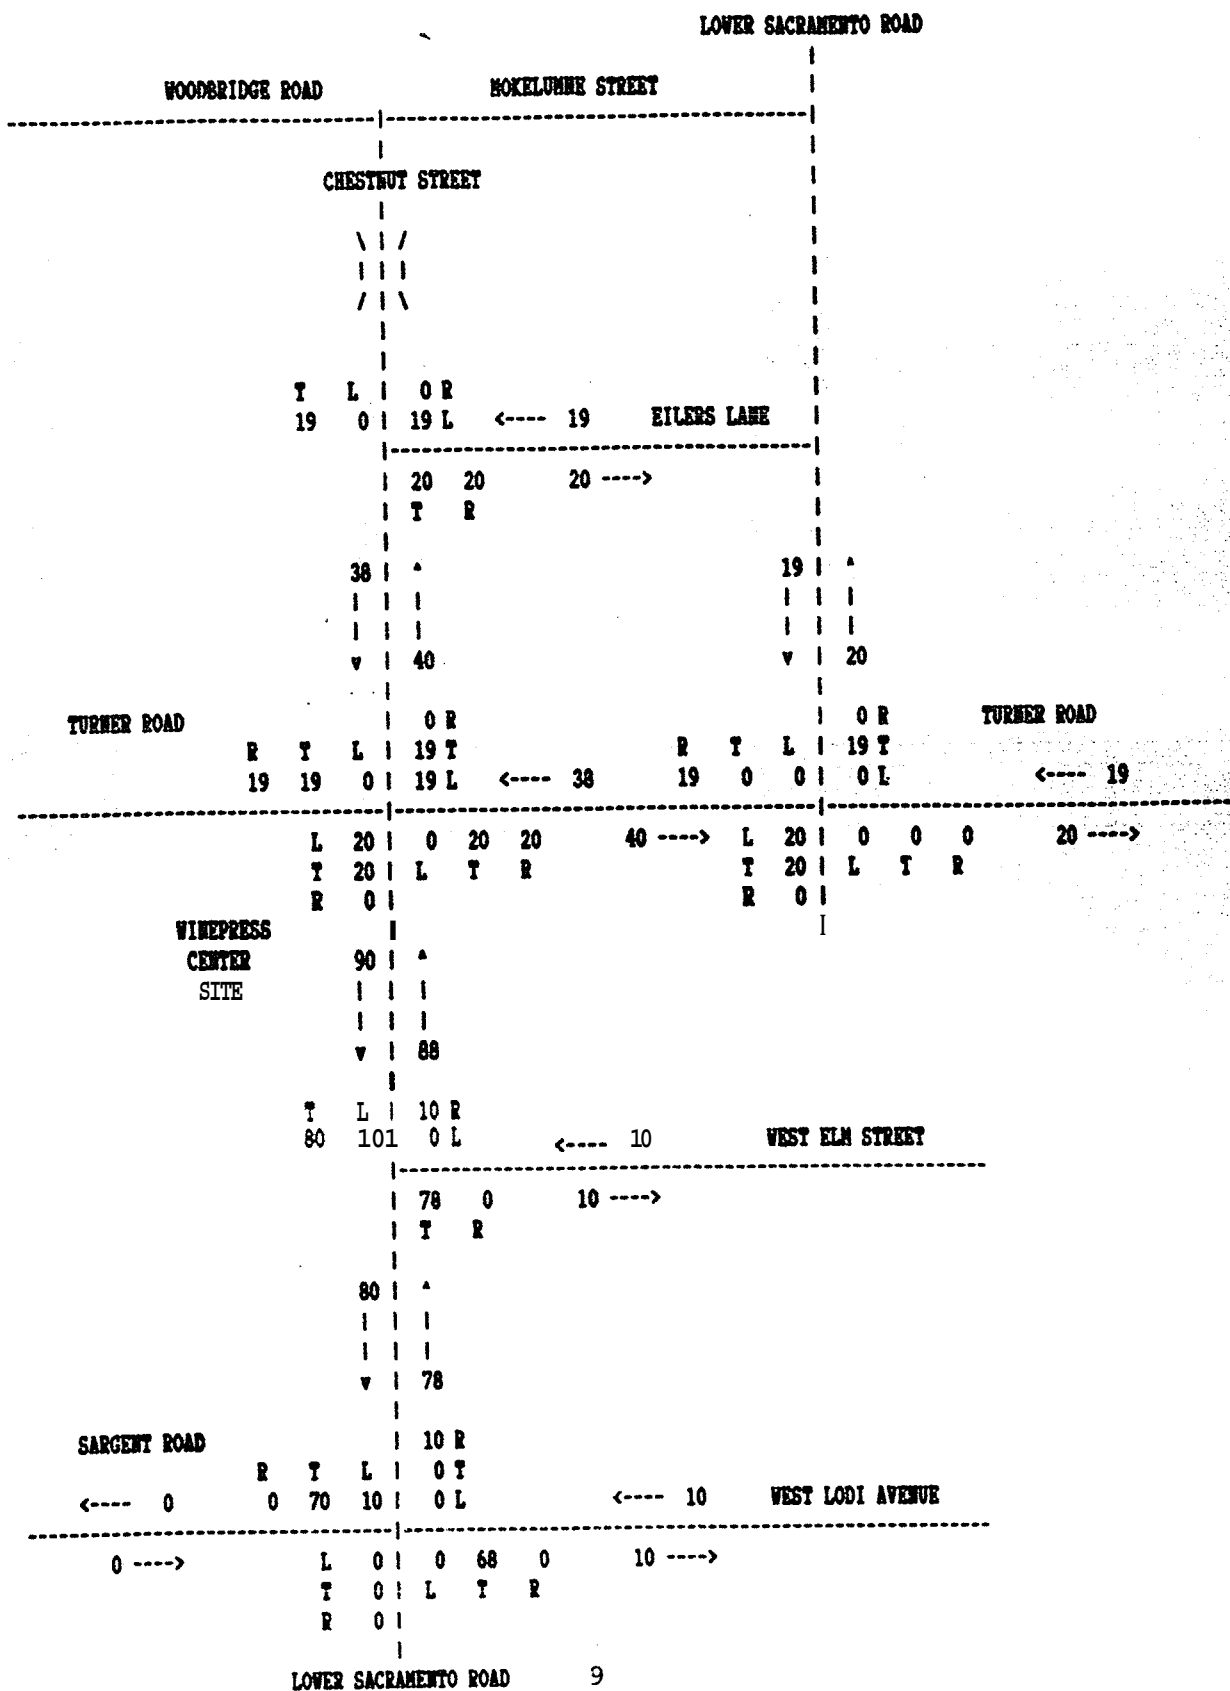 LOWER SACRAMENTO ROAD
WOODBRIDGE ROAD MOKELUMNE STREET
CHESTNUT STREET
T L 0 R
19 0 19 L <---- 19 EILERS LANE
20 20 20 ---->
T R
38 19
40 20
TURNER ROAD 0 R 0 R TURNER ROAD
R T L 19 T R T L 19 T
19 19 0 19 L <---- 38 19 0 0 0 L <---- 19
L 20 0 20 20 40 ----> L 20 0 0 0 20 ---->
T 20 L T R T 20 L T R
R 0 R 0
WINEPRESS
CENTER 90
SITE
88
T L 10 R
80 101 0 L <---- 10 WEST ELM STREET
78 0 10 ---->
T R
80
78
SARGENT ROAD 10 R
R T L 0 T
<---- 0 0 70 10 0 L <---- 10 WEST LODI AVENUE
0 ----> L 0 0 68 0 10 ---->
T 0 L T R
R 0
LOWER SACRAMENTO ROAD 9